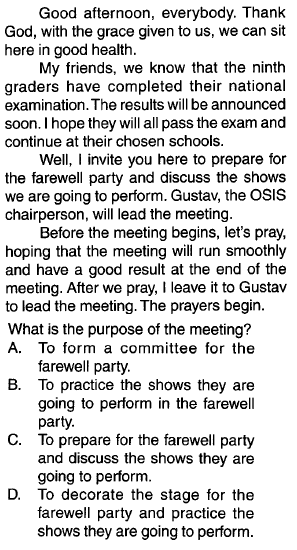 Good afternoon, everybody. Thank
God, with the grace given to us, we can sit
here in good health.
My friends, we know that the ninth
graders have completed their national
examination. The results will be announced
soon. I hope they will all pass the exam and
continue at their chosen schools.
Well, I invite you here to prepare for
the farewell party and discuss the shows
we are going to perform. Gustav, the OSIS
chairperson, will lead the meeting.
Before the meeting begins, let's pray,
hoping that the meeting will run smoothly
and have a good result at the end of the
meeting. After we pray, I leave it to Gustav
to lead the meeting. The prayers begin.
What is the purpose of the meeting?
A. To form a committee for the
farewell party.
B. To practice the shows they are
going to perform in the farewell
party.
C. To prepare for the farewell party
and discuss the shows they are
going to perform.
D. To decorate the stage for the
farewell party and practice the
shows they are going to perform.